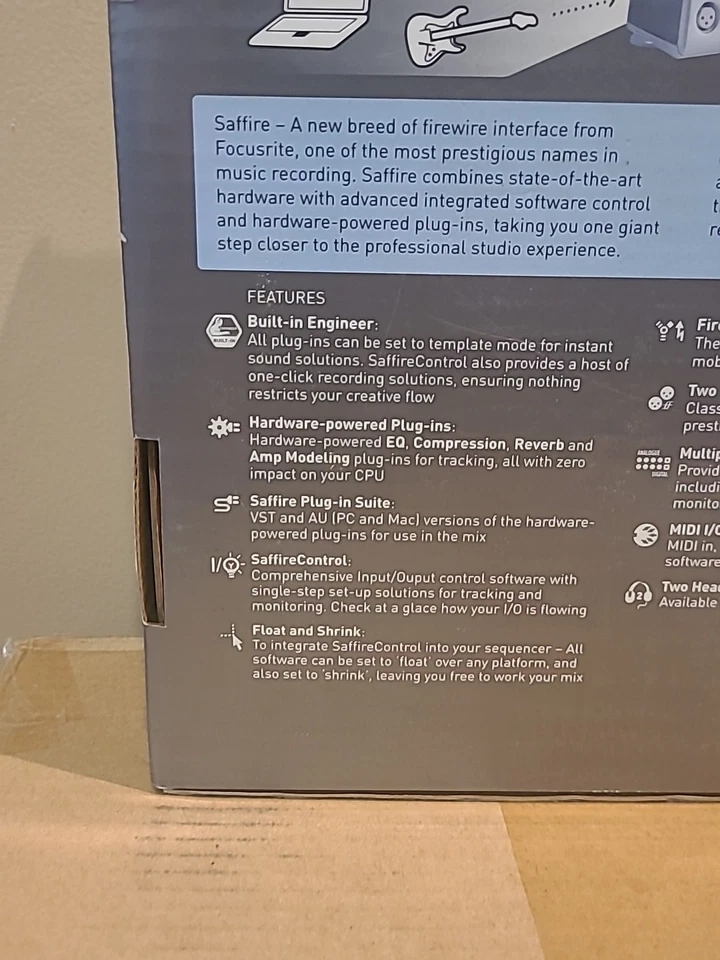 Saffire – A new breed of firewire interface from
Focusrite, one of the most prestigious names in
music recording. Saffire combines state-of-the-art
hardware with advanced integrated software control
and hardware-powered plug-ins, taking you one giant
step closer to the professional studio experience.
FEATURES
BUILT-IN
Built-in Engineer:
All plug-ins can be set to template mode for instant
sound solutions. SaffireControl also provides a host of
one-click recording solutions, ensuring nothing
restricts your creative flow
Hardware-powered Plug-ins:
Hardware-powered EQ, Compression, Reverb and
Amp Modeling plug-ins for tracking, all with zero
impact on your CPU
Saffire Plug-in Suite:
VST and AU (PC and Mac) versions of the hardware-
powered plug-ins for use in the mix
I/O
SaffireControl:
Comprehensive Input/Ouput control software with
single-step set-up solutions for tracking and
monitoring. Check at a glace how your I/O is flowing
Float and Shrink:
To integrate SaffireControl into your sequencer – All
software can be set to 'float' over any platform, and
also set to 'shrink', leaving you free to work your mix
The
Two
ANALOGUE
DIGITAL
MIDI I/O
MIDI in,
software
2
Two
Available